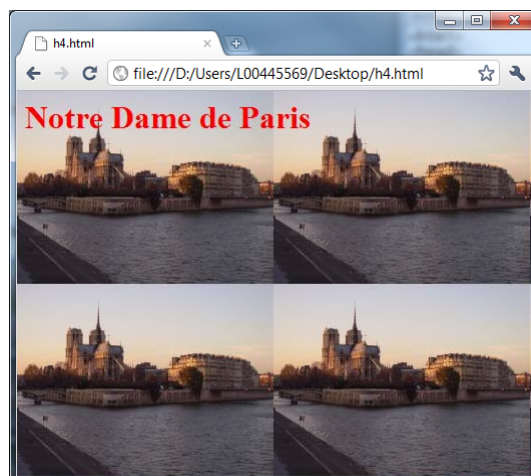 h4.html
file:///D:/Users/L00445569/Desktop/h4.html
Notre Dame de Paris